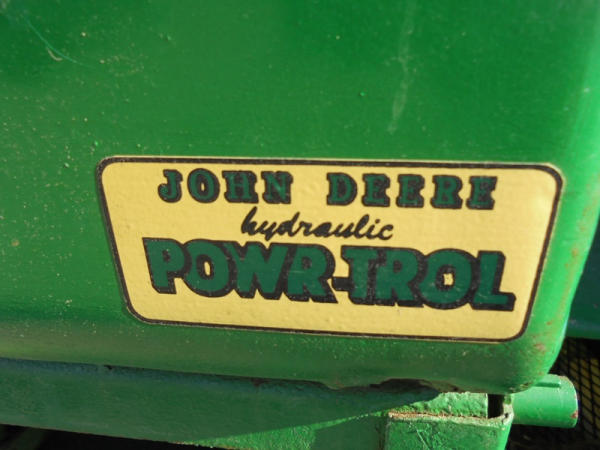 JOHN DEERE
hydraulic
POWR-TROL